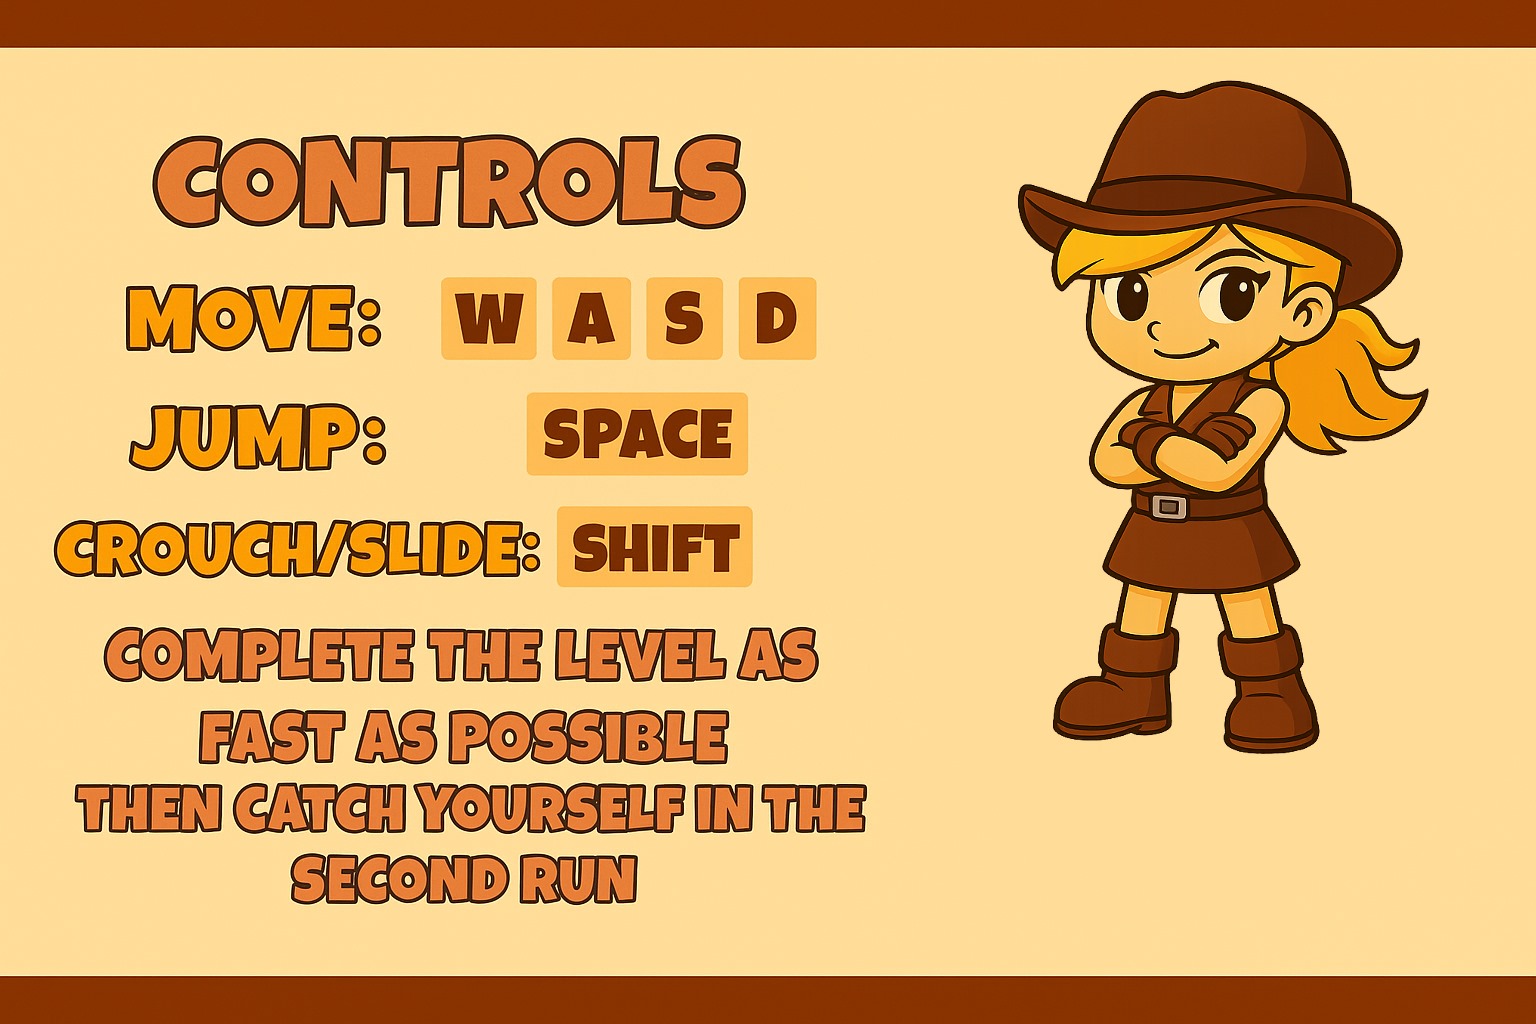 CONTROLS
MOVE: W A S D
JUMP: SPACE
CROUCH/SLIDE: SHIFT
COMPLETE THE LEVEL AS
FAST AS POSSIBLE
THEN CATCH YOURSELF IN THE
SECOND RUN